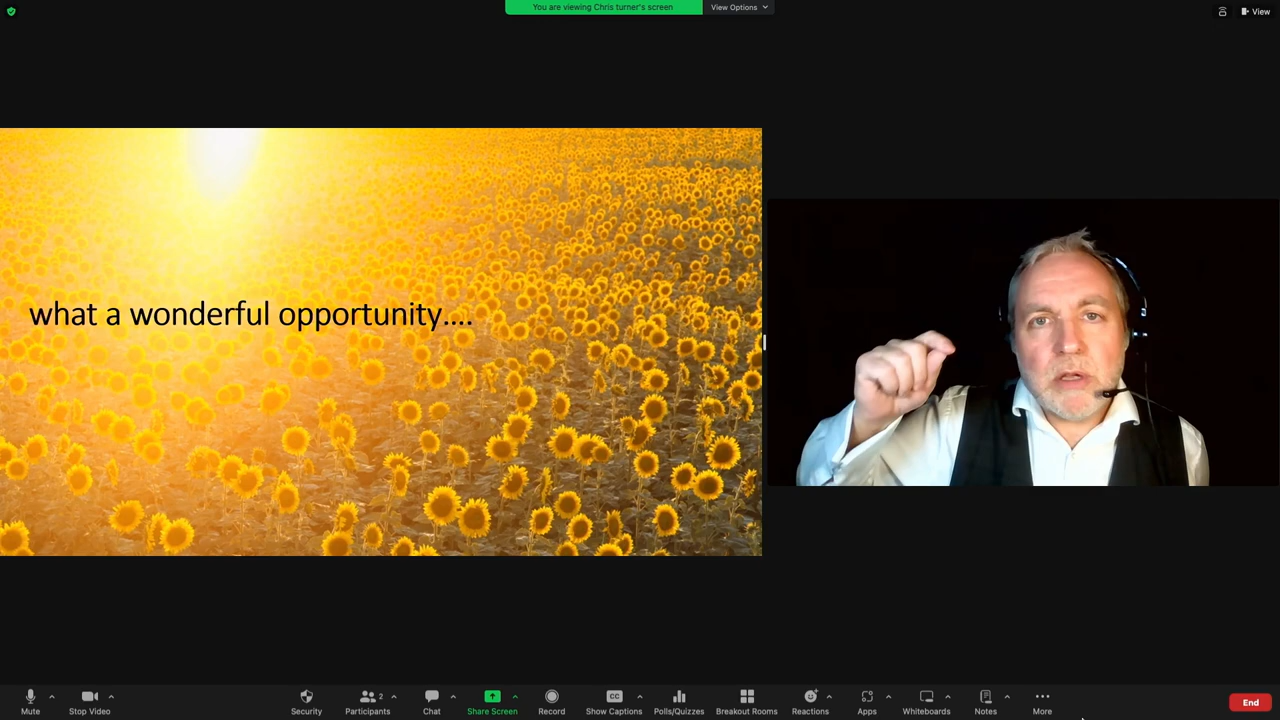 You are viewing Chris turner's screen
View Options
View
what a wonderful opportunity....
Mute
Stop Video
Security
Participants
2
Chat
Share Screen
Record
CC
Show Captions
Polls/Quizzes
Breakout Rooms
Reactions
Apps
Whiteboards
Notes
More
End